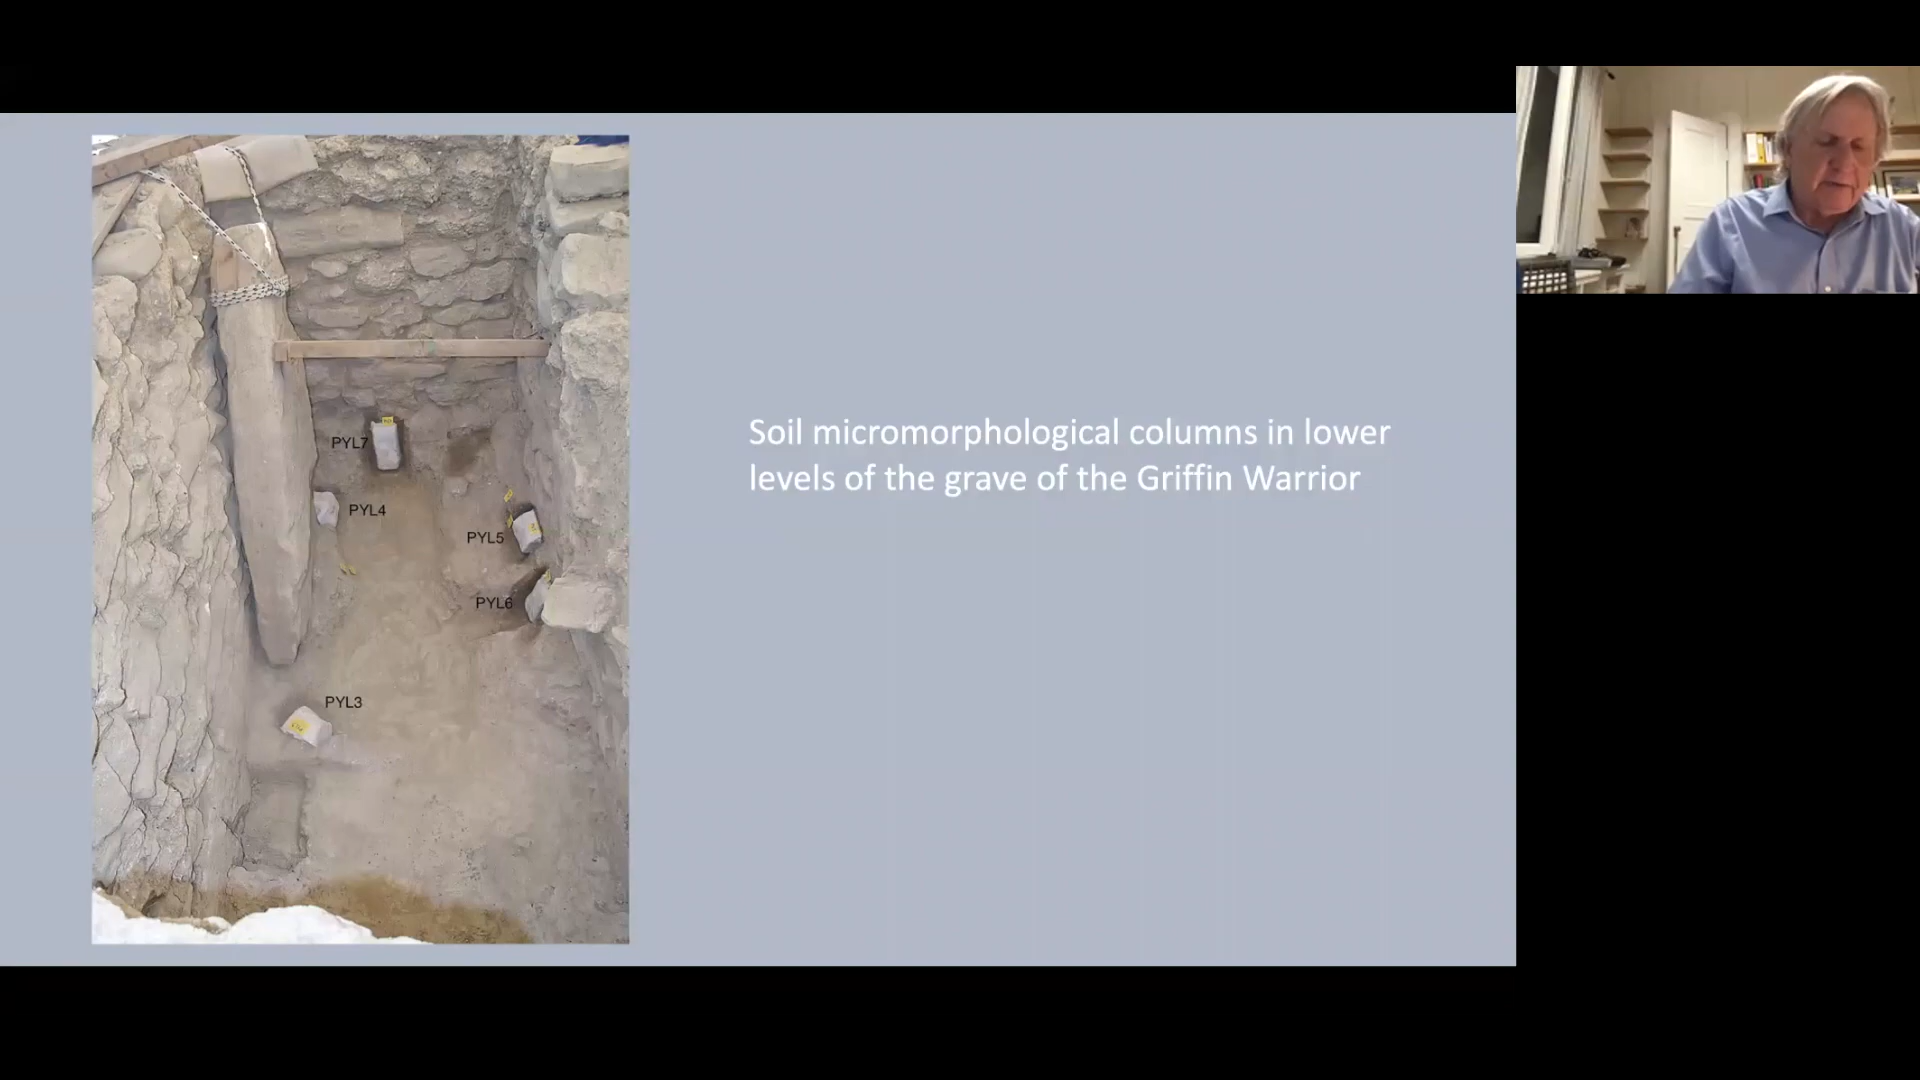 PYL7
PYL4
PYL5
PYL6
PYL3
Soil micromorphological columns in lower
levels of the grave of the Griffin Warrior